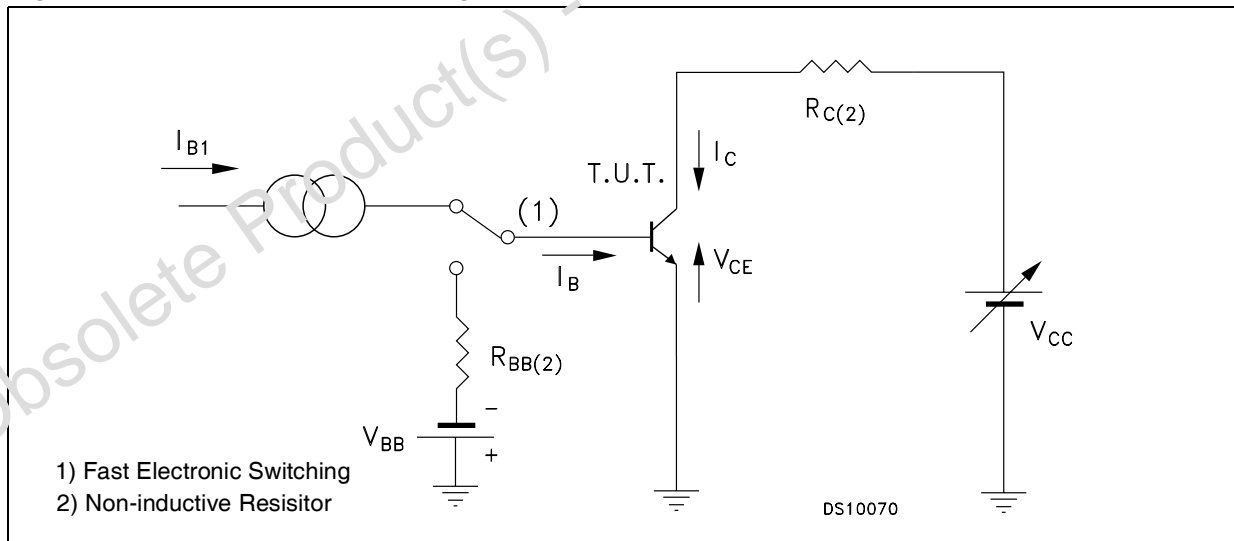 Obsolete Product(s) -
I_B1
R_C(2)
I_C
T.U.T.
(1)
V_CE
I_B
V_CC
R_BB(2)
-
V_BB
+
1) Fast Electronic Switching
2) Non-inductive Resisitor
DS10070